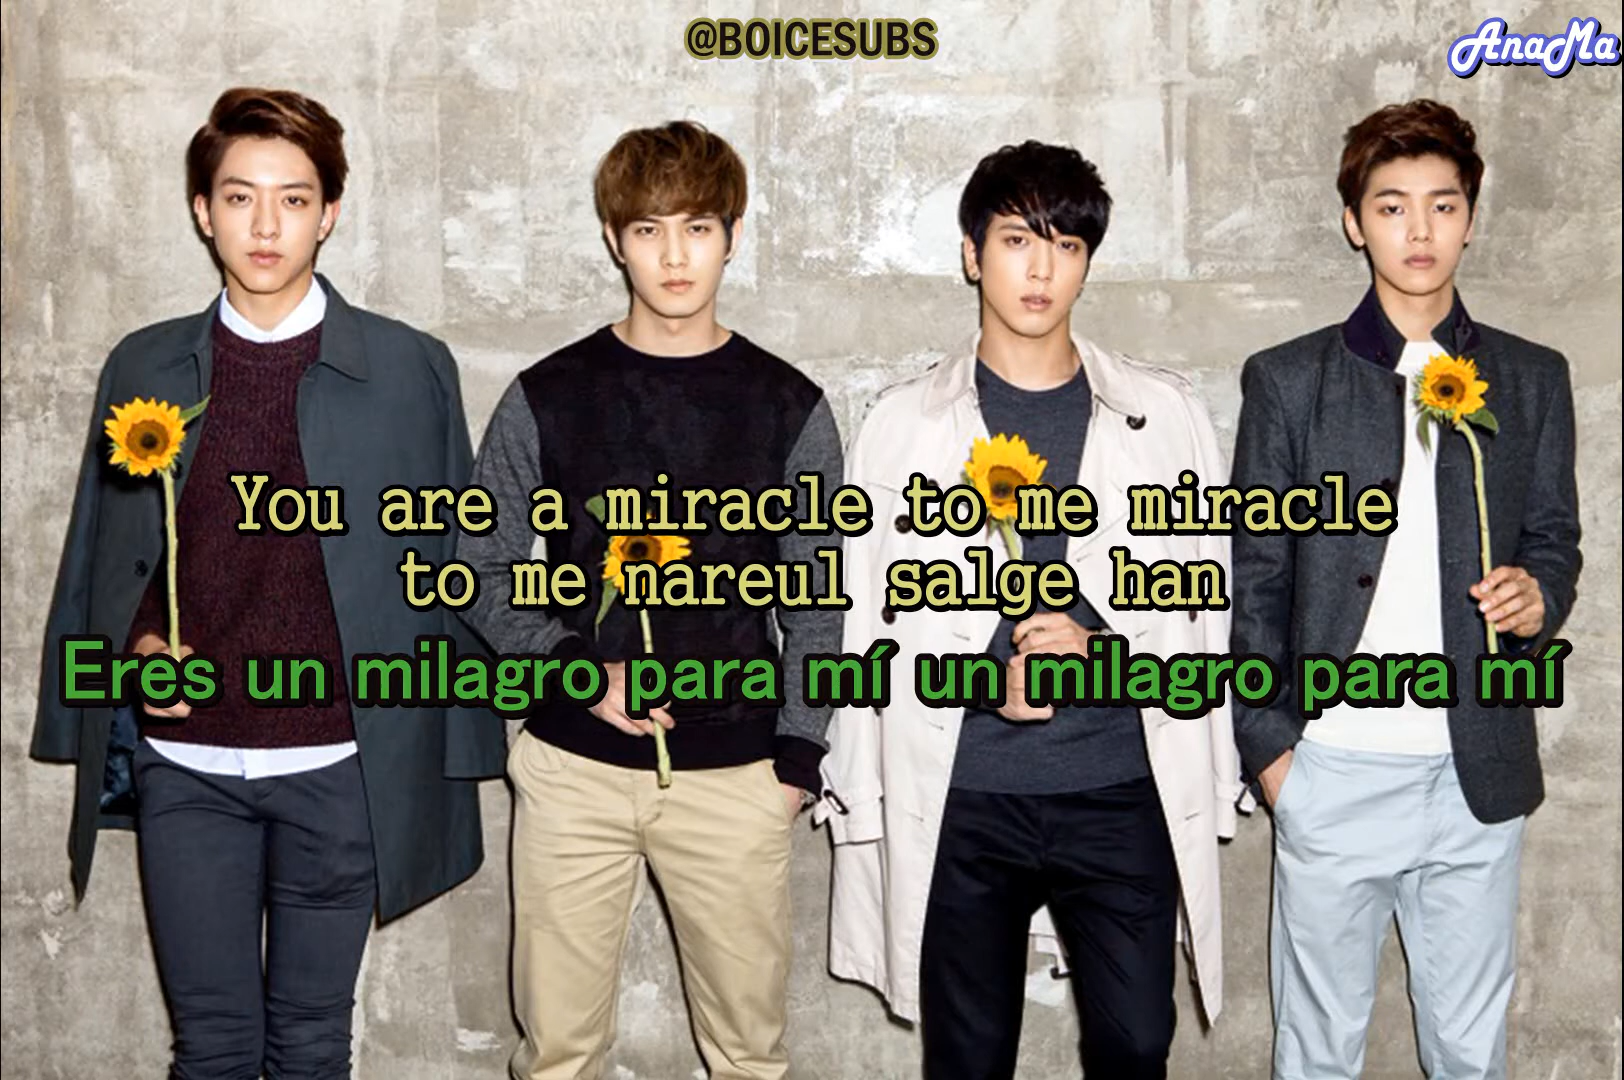 @BOICESUBS
AnaMa
You are a miracle to me miracle
to me nareul salge han
Eres un milagro para mí un milagro para mí